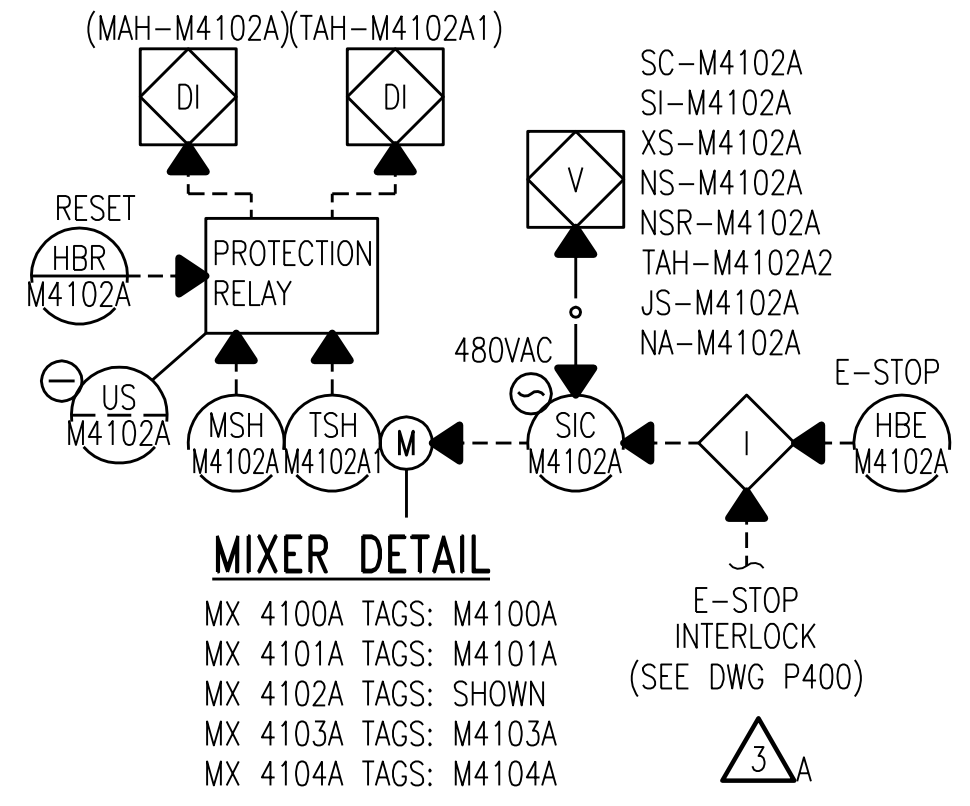 (MAH-M4102A)(TAH-M4102A1)
DI
DI
SC-M4102A
SI-M4102A
XS-M4102A
NS-M4102A
NSR-M4102A
TAH-M4102A2
JS-M4102A
NA-M4102A
V
RESET
HBR
M4102A
PROTECTION
RELAY
480VAC
E-STOP
US
M4102A
MSH
M4102A
TSH
M4102A1
M
SIC
M4102A
I
HBE
M4102A
MIXER DETAIL
MX 4100A TAGS: M4100A
MX 4101A TAGS: M4101A
MX 4102A TAGS: SHOWN
MX 4103A TAGS: M4103A
MX 4104A TAGS: M4104A
E-STOP
INTERLOCK
(SEE DWG P400)
3
A